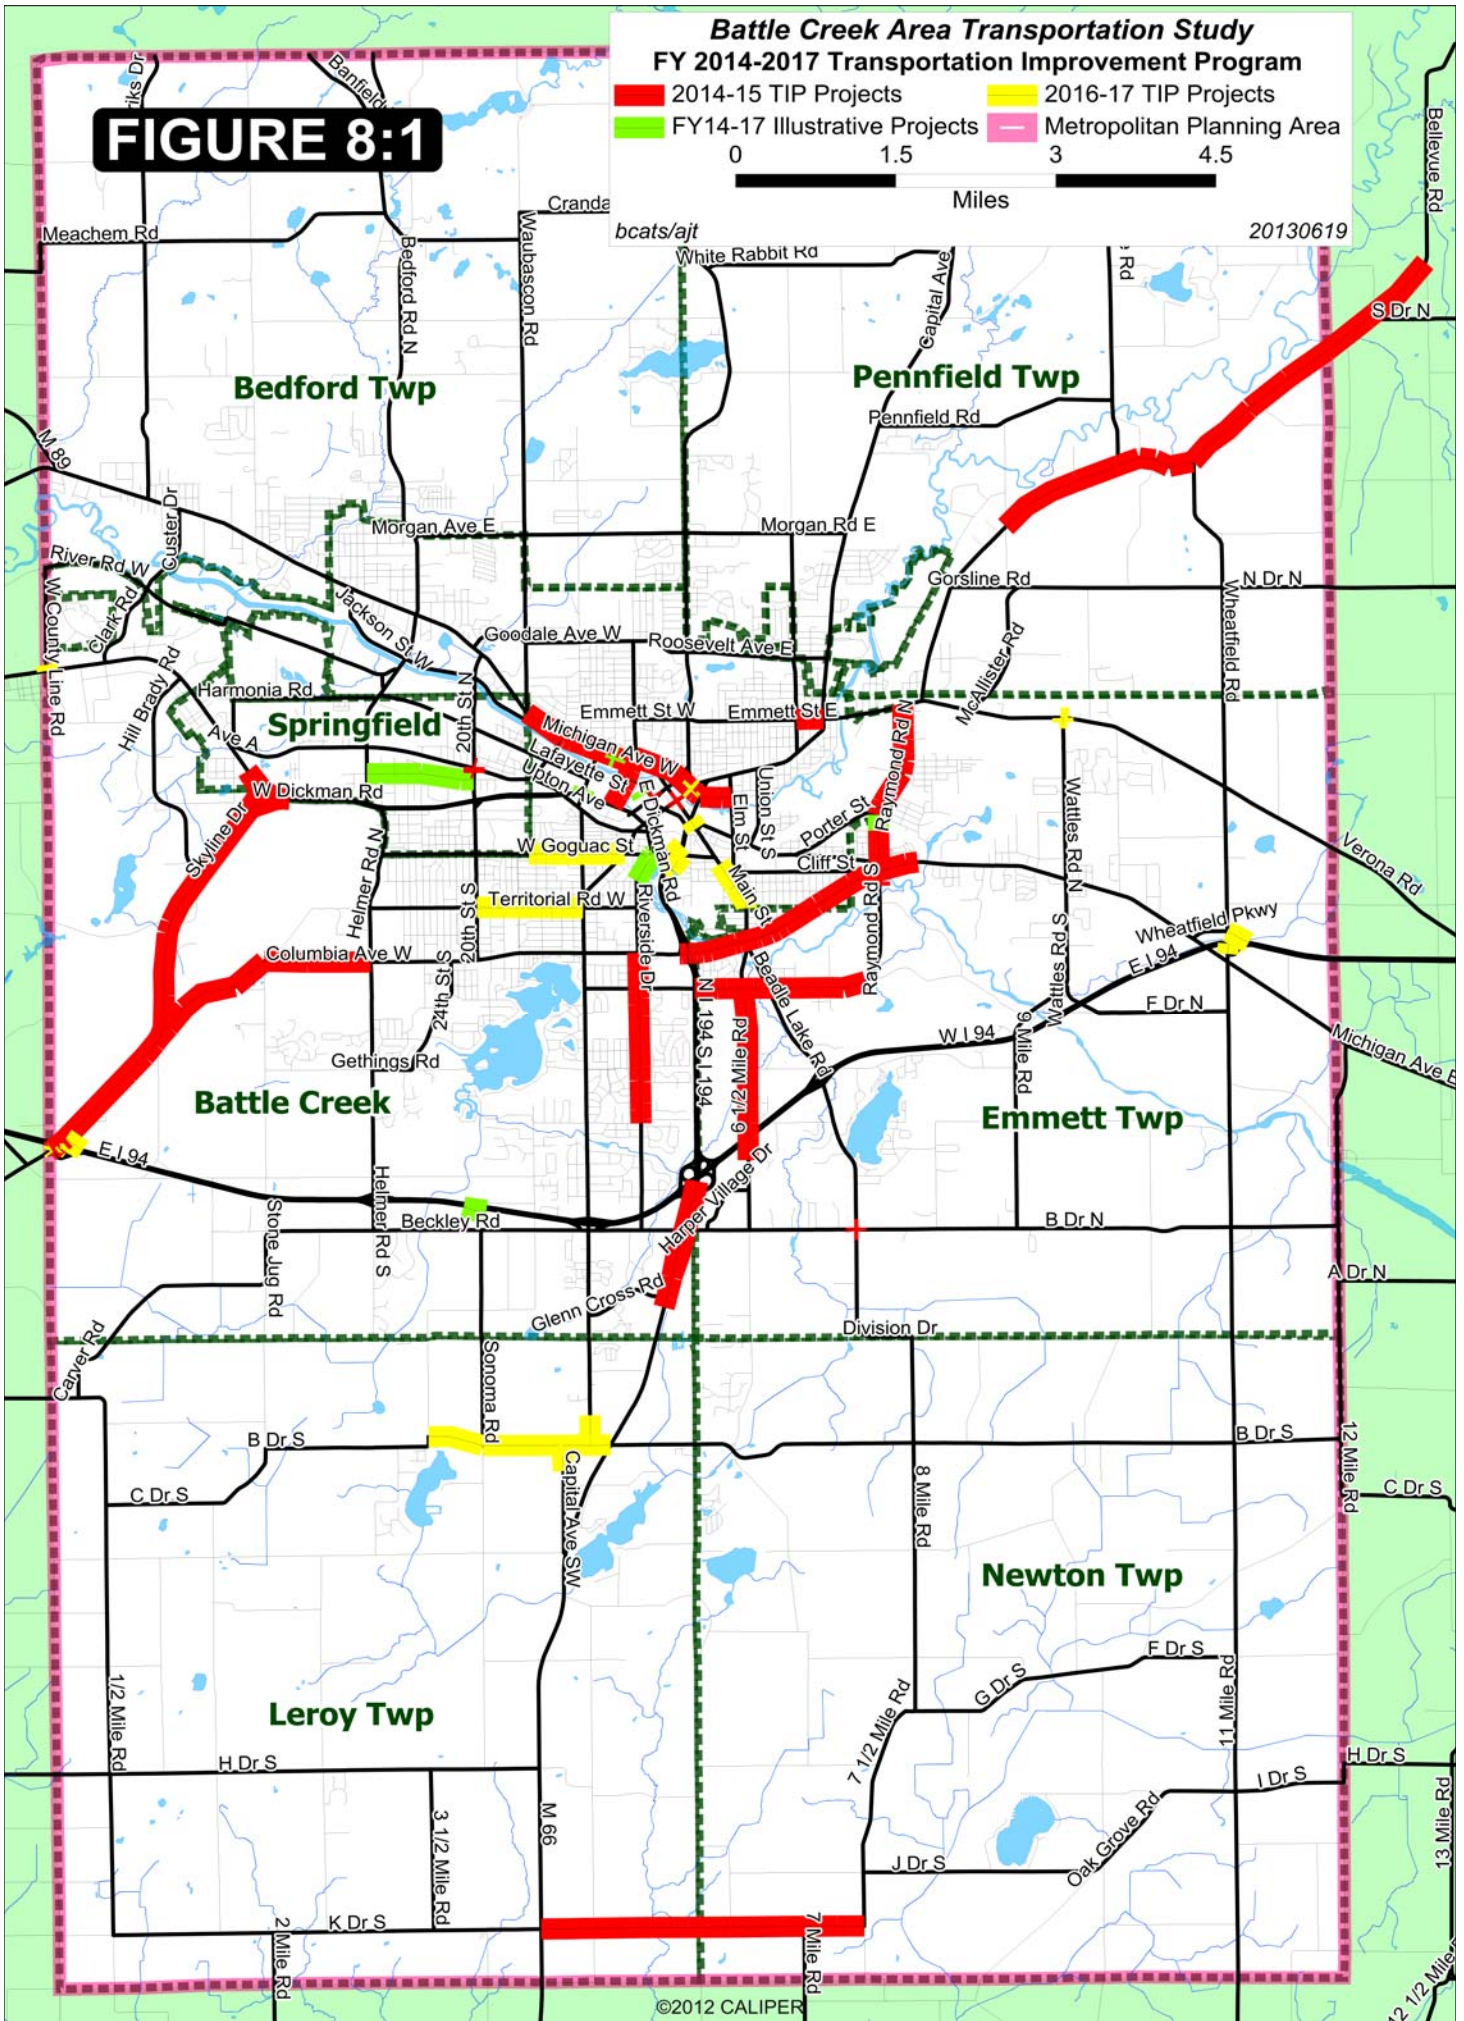 Battle Creek Area Transportation Study
FY 2014-2017 Transportation Improvement Program
2014-15 TIP Projects
2016-17 TIP Projects
FY14-17 Illustrative Projects
Metropolitan Planning Area
0 1.5 3 4.5
Miles
bcats/ajt
20130619
FIGURE 8:1
riks Dr
Banfield
Bellevue Rd
Meachem Rd
Cranda
Bedford Rd N
Waubascon Rd
White Rabbit Rd
Capital Ave
e Rd
S Dr N
Bedford Twp
Pennfield Twp
Pennfield Rd
M 89
Custer Dr
Morgan Ave E
Morgan Rd E
River Rd W
W County Line Rd
Clark Rd
Jackson St W
Gorsline Rd
N Dr N
Wheatfield Rd
Goodale Ave W
Roosevelt Ave E
McAllister Rd
Hill Brady Rd
Harmonia Rd
Springfield
20th St N
Emmett St W
Emmett St E
Michigan Ave W
Raymond Rd N
Ave A
Lafayette St
Upton Ave
W Dickman Rd
E Dickman Rd
Elm St
Union St S
Porter St
Wattles Rd N
Skyline Dr
Verona Rd
Helmer Rd N
W Goguac St
Cliff St
Main St
Raymond Rd S
Territorial Rd W
20th St S
Riverside Dr
Wheatfield Pkwy
Wattles Rd S
E I 94
Columbia Ave W
24th St S
Beadle Lake Rd
N I 194
S I 194
F Dr N
9 1/2 Mile Rd
W I 94
6 Mile Rd
Michigan Ave E
Gethings Rd
Battle Creek
Emmett Twp
E I 94
Helmer Rd S
Harper Village Dr
Stone Jug Rd
Beckley Rd
B Dr N
A Dr N
Glenn Cross Rd
Carver Rd
Division Dr
Sonoma Rd
B Dr S
B Dr S
12 Mile Rd
C Dr S
Capital Ave SW
8 Mile Rd
C Dr S
Newton Twp
F Dr S
G Dr S
11 Mile Rd
1/2 Mile Rd
Leroy Twp
7 1/2 Mile Rd
H Dr S
H Dr S
I Dr S
3 1/2 Mile Rd
M 66
Oak Grove Rd
13 Mile Rd
J Dr S
K Dr S
2 Mile Rd
7 Mile Rd
12 1/2 Mile
©2012 CALIPER